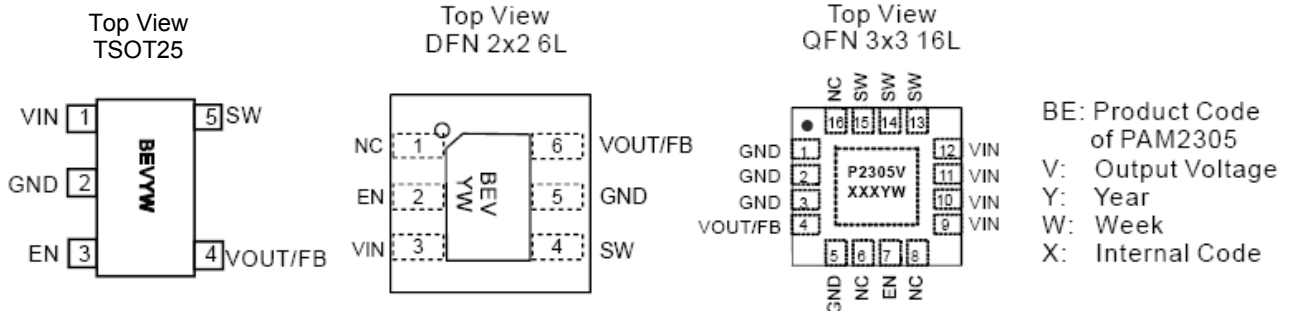 Top View
TSOT25
VIN 1
5 SW
BEVYW
GND 2
EN 3
4 VOUT/FB
Top View
DFN 2x2 6L
NC 1
6 VOUT/FB
BEV
YW
EN 2
5 GND
VIN 3
4 SW
Top View
QFN 3x3 16L
NC SW SW SW
16 15 14 13
GND 1
12 VIN
GND 2
11 VIN
GND 3
10 VIN
VOUT/FB 4
9 VIN
P2305V
XXXYW
5 6 7 8
GND NC EN NC
BE: Product Code
of PAM2305
V: Output Voltage
Y: Year
W: Week
X: Internal Code